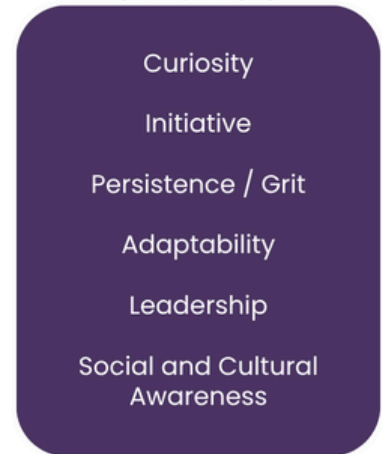 Curiosity
Initiative
Persistence / Grit
Adaptability
Leadership
Social and Cultural
Awareness